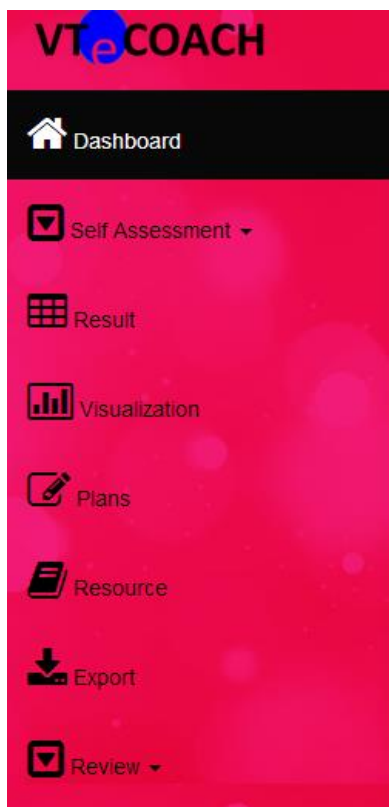 VTeCOACH
Dashboard
Self Assessment
Result
Visualization
Plans
Resource
Export
Review